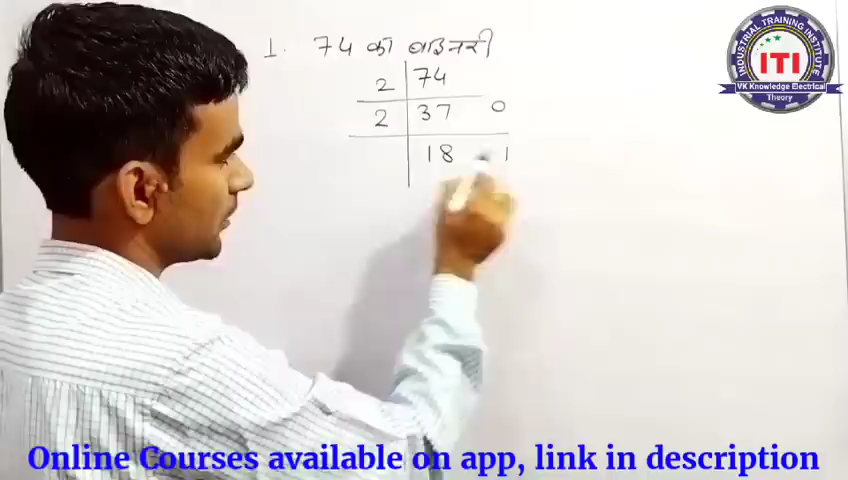 1. 74 का बाइनरी
2 74
2 37 0
18 1
INDUSTRIAL TRAINING INSTITUTE
ITI
VK Knowledge Electrical
Theory
Online Courses available on app, link in description